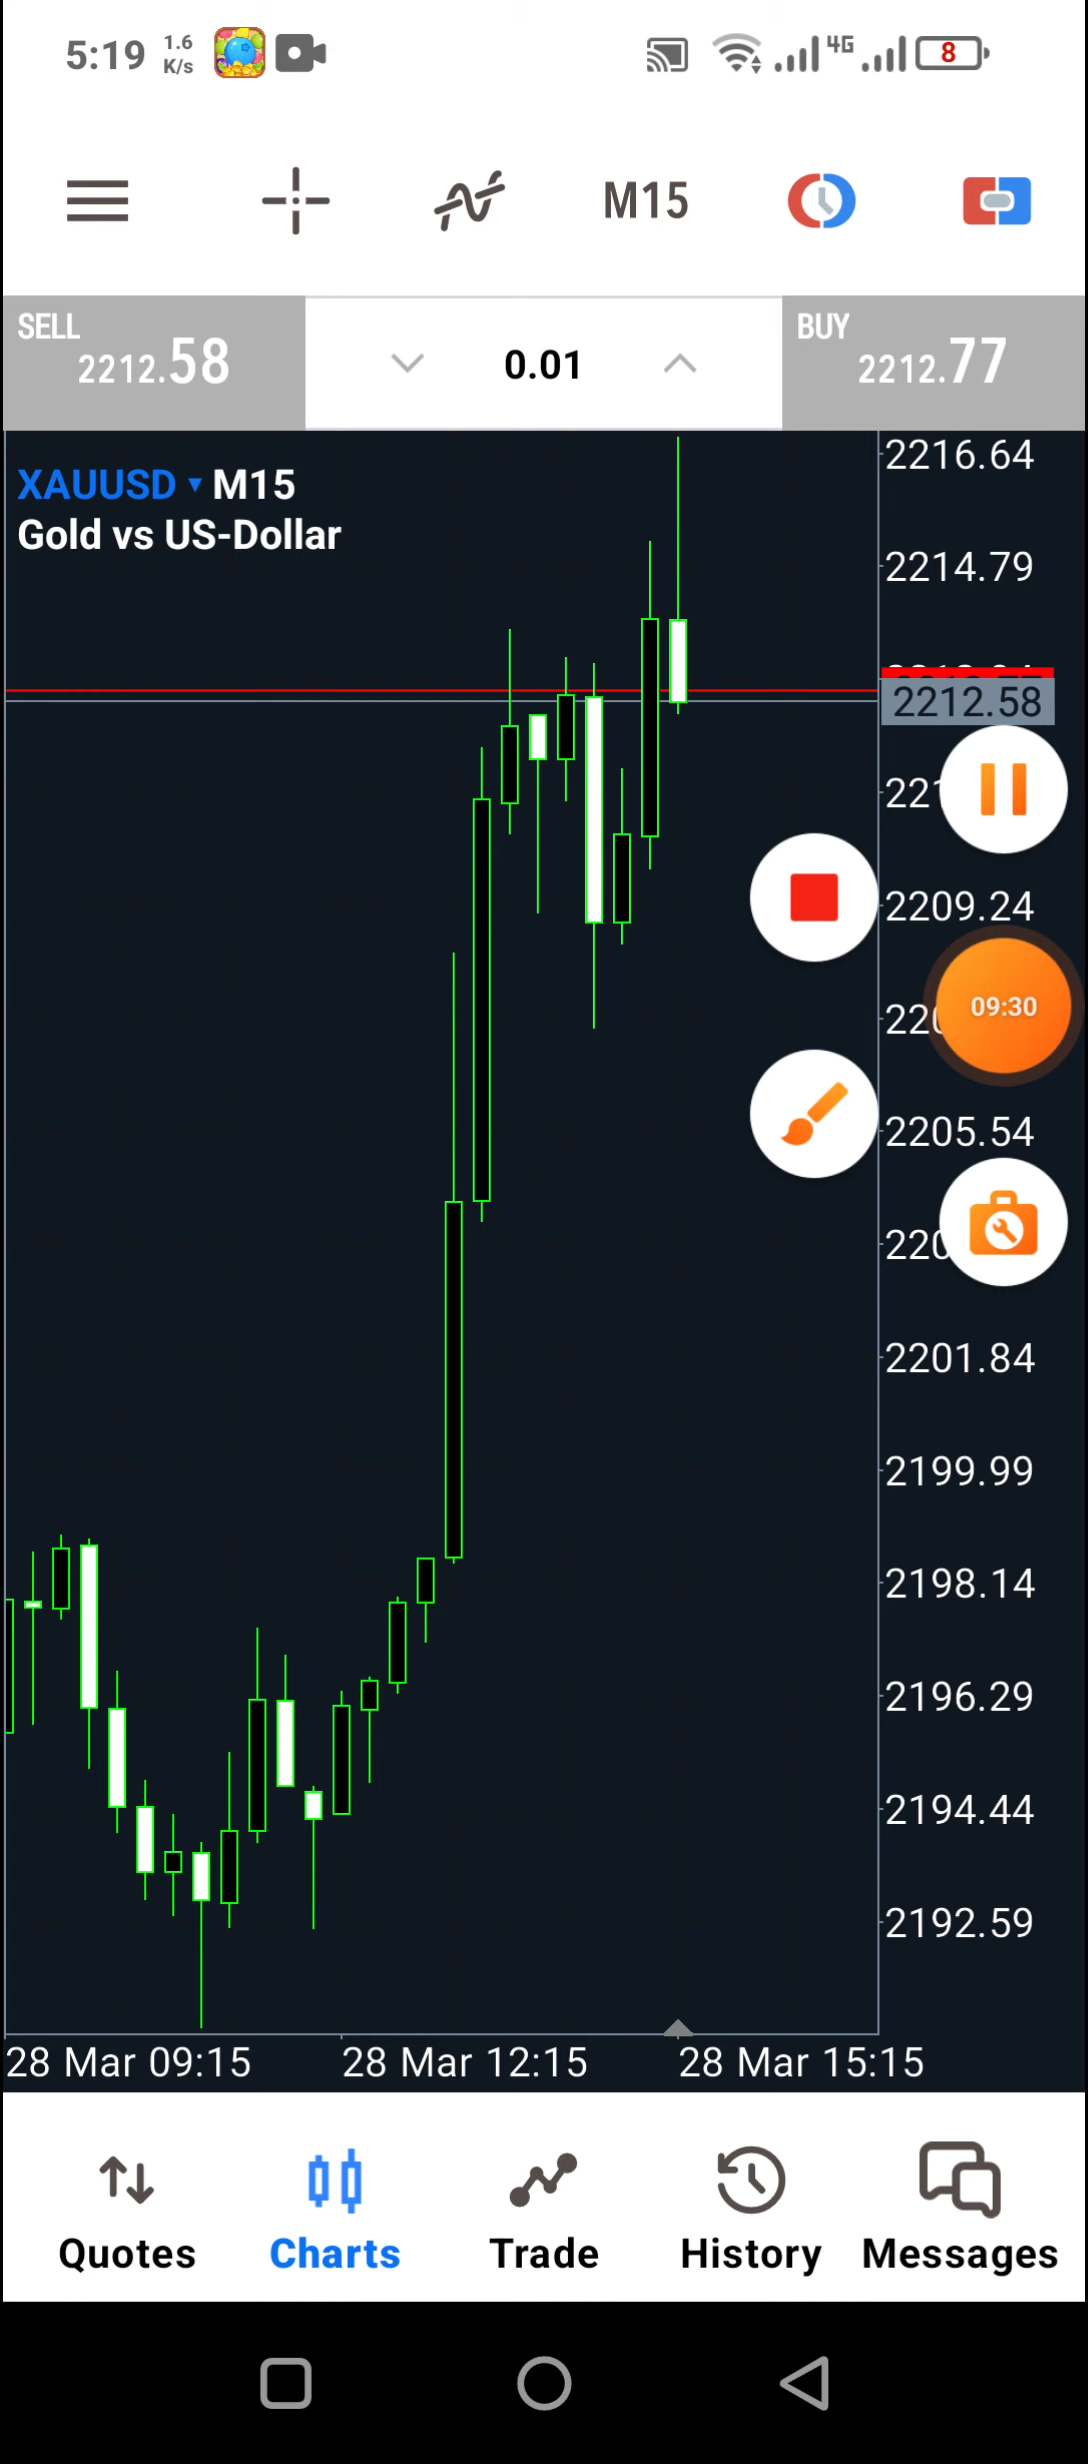 5:19 1.6 K/s 4G 8
M15
SELL
2212.58
0.01
BUY
2212.77
XAUUSD M15
Gold vs US-Dollar
2216.64
2214.79
2212.58
2209.24
09:30
2205.54
2201.84
2199.99
2198.14
2196.29
2194.44
2192.59
28 Mar 09:15 28 Mar 12:15 28 Mar 15:15
Quotes Charts Trade History Messages